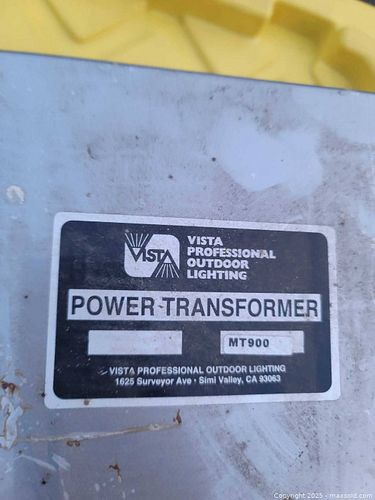 VISTA
VISTA
PROFESSIONAL
OUTDOOR
LIGHTING
POWER TRANSFORMER
MT900
VISTA PROFESSIONAL OUTDOOR LIGHTING
1625 Surveyor Ave • Simi Valley, CA 93063
Copyright 2025 - maxsold.com